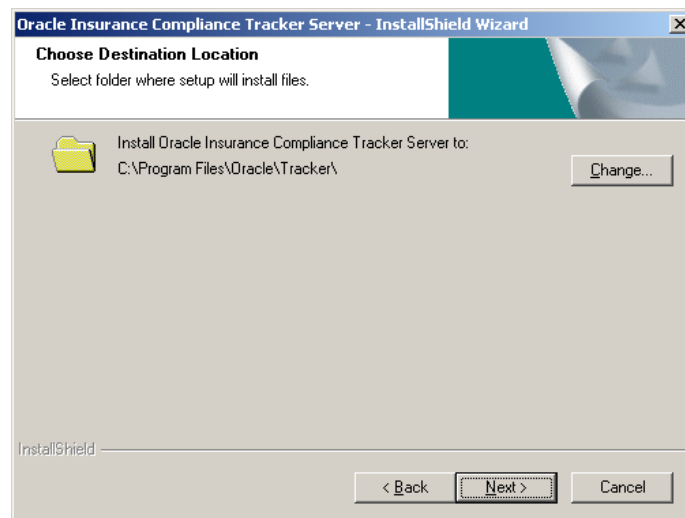 Oracle Insurance Compliance Tracker Server - InstallShield Wizard
Choose Destination Location
Select folder where setup will install files.
Install Oracle Insurance Compliance Tracker Server to:
C:\Program Files\Oracle\Tracker\
Change...
InstallShield
< Back
Next >
Cancel